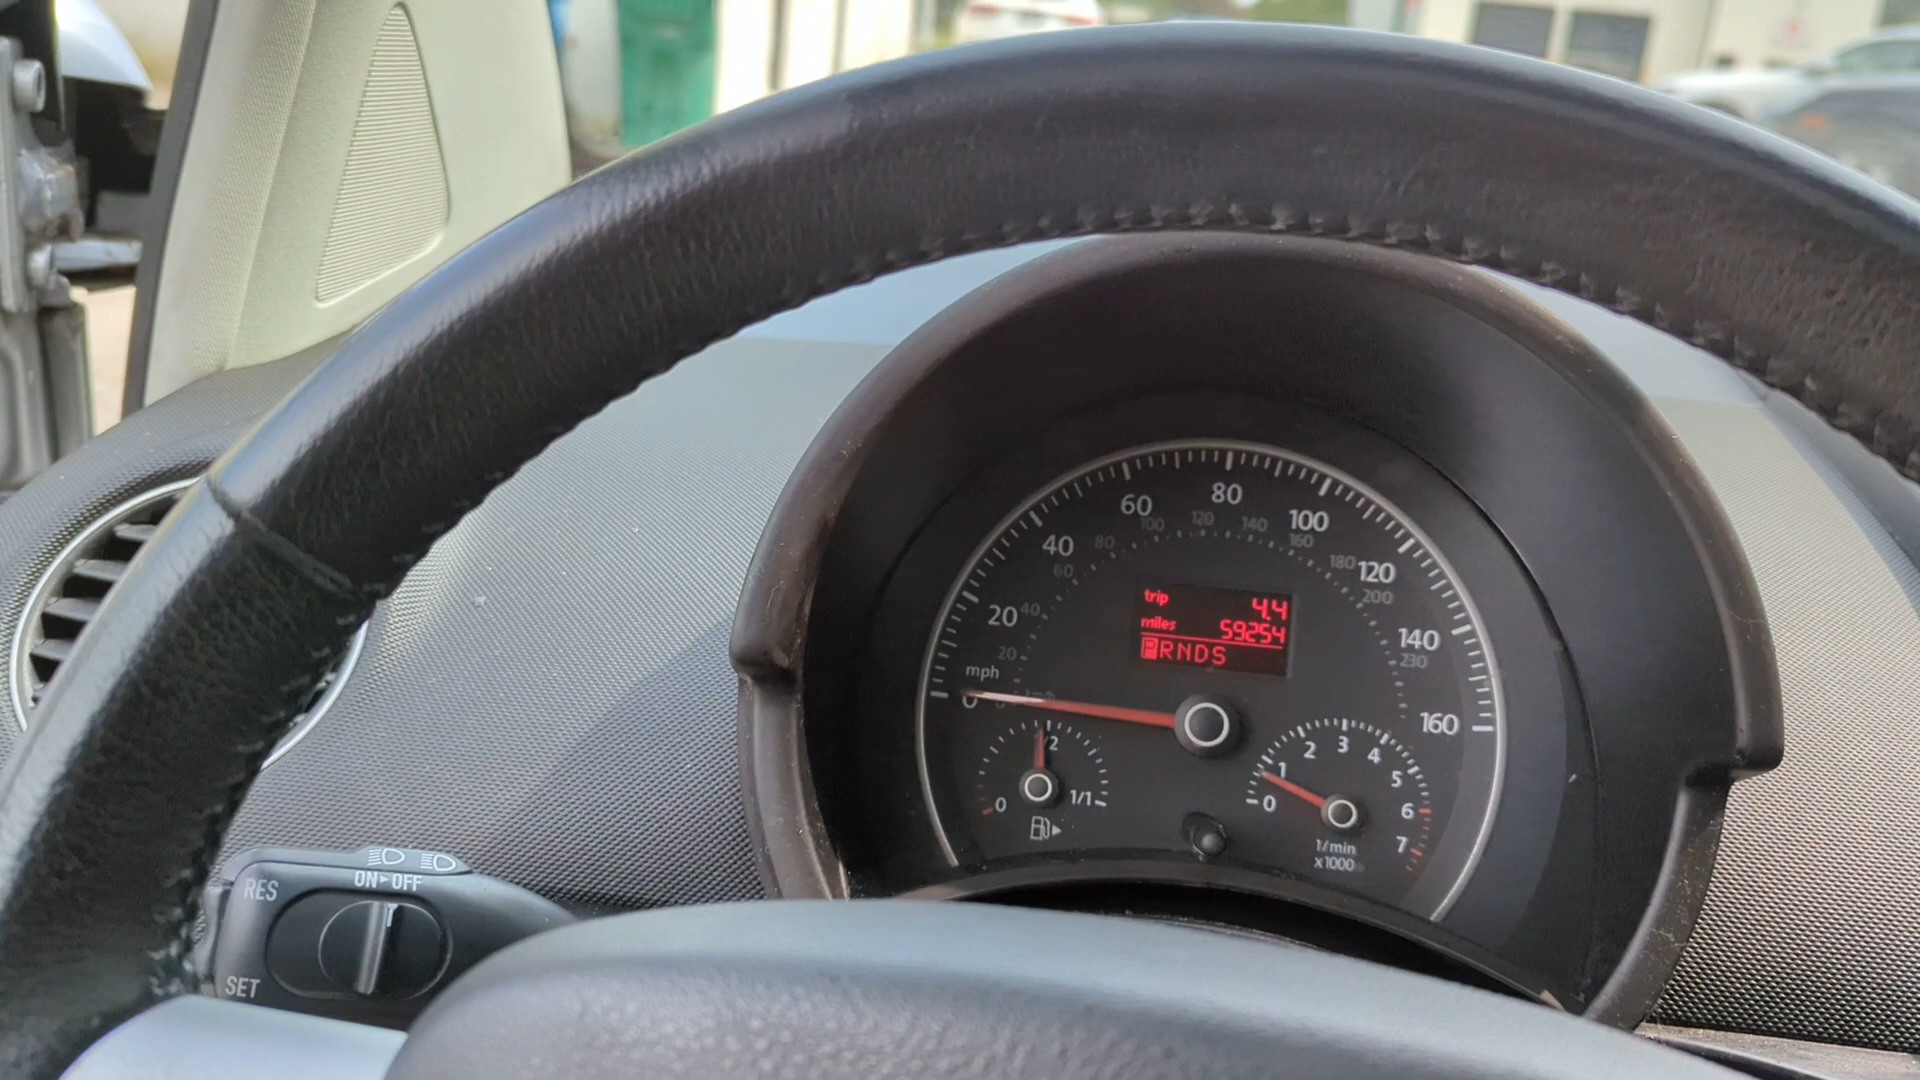 60 80 100
100 120 140 160
40 80 180 120
60 200
trip 4.4
20 40 miles 59254 140
PRNDS 230
20
mph
0 km/h 160
1/2 1 2 3 4 5
0 1/1 0 6
7
1/min
x1000
ON▸OFF
RES
SET